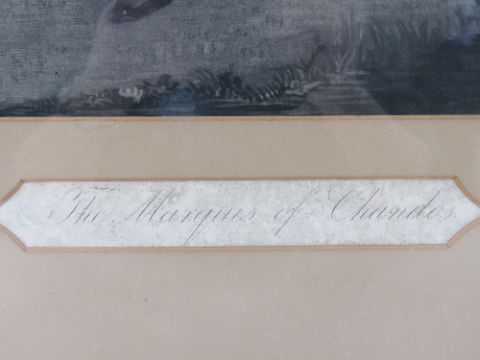 The Marquis of Chandos